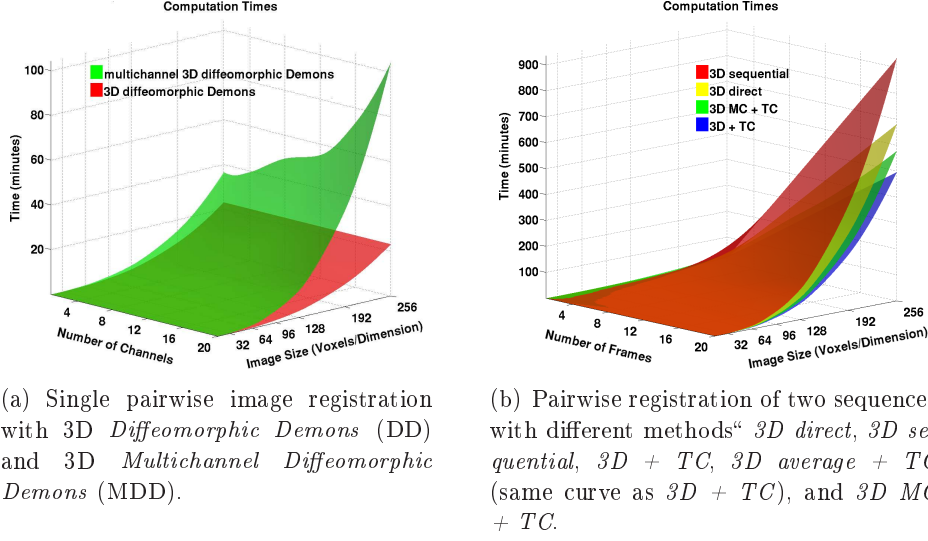 Computation Times
multichannel 3D diffeomorphic Demons
3D diffeomorphic Demons
Time (minutes)
100
80
60
40
20
4
8
12
16
20
Number of Channels
32
64
96
128
192
256
Image Size (Voxels/Dimension)
(a) Single pairwise image registration
with 3D Diffeomorphic Demons (DD)
and 3D Multichannel Diffeomorphic
Demons (MDD).
Computation Times
3D sequential
3D direct
3D MC + TC
3D + TC
Time (minutes)
900
800
700
600
500
400
300
200
100
4
8
12
16
20
Number of Frames
32
64
96
128
192
256
Image Size (Voxels/Dimension)
(b) Pairwise registration of two sequence
with different methods“ 3D direct, 3D se
quential, 3D + TC, 3D average + TC
(same curve as 3D + TC), and 3D MC
+ TC.